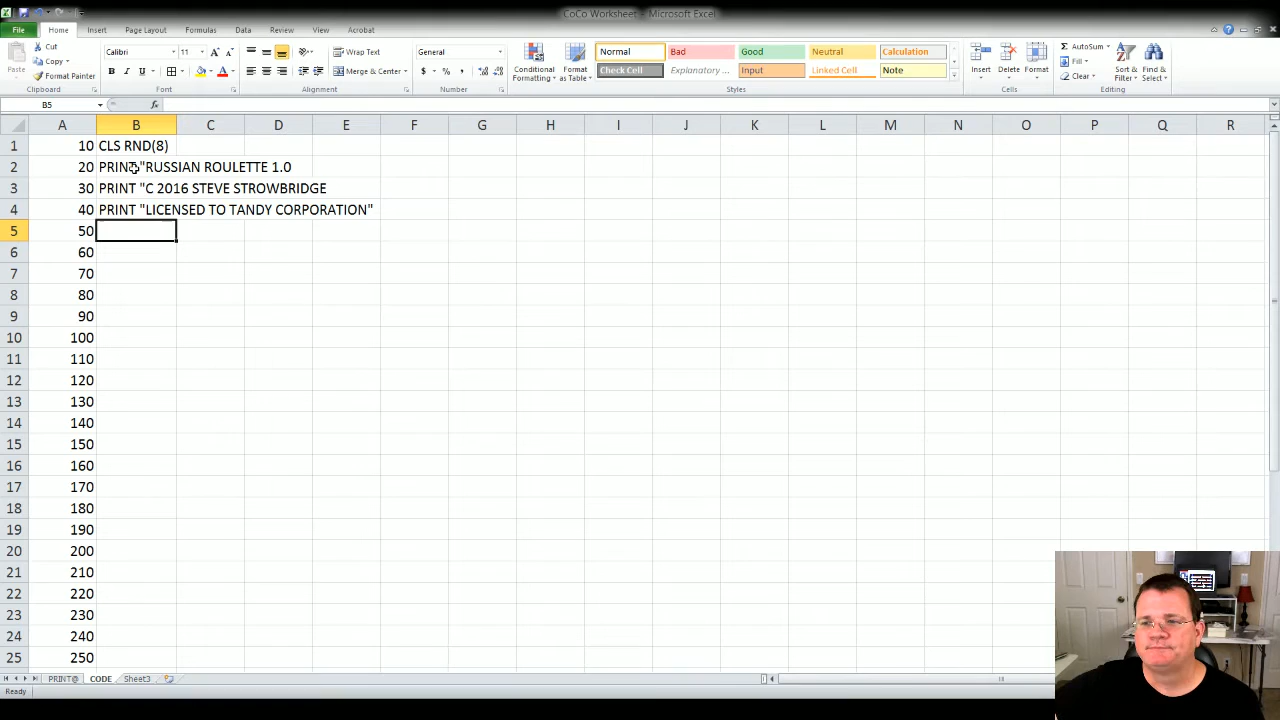 CoCo Worksheet - Microsoft Excel
File Home Insert Page Layout Formulas Data Review View Acrobat
Paste Cut Copy Format Painter Clipboard
Calibri 11 A A B I U A Font
Wrap Text Merge & Center Alignment
General $ % , Number
Conditional Formatting Format as Table
Normal Bad Good Neutral Calculation
Check Cell Explanatory ... Input Linked Cell Note
Styles
Insert Delete Format Cells
AutoSum Fill Clear Sort & Filter Find & Select Editing
B5 fx
A B C D E F G H I J K L M N O P Q R
1 10 CLS RND(8)
2 20 PRINT "RUSSIAN ROULETTE 1.0
3 30 PRINT "C 2016 STEVE STROWBRIDGE
4 40 PRINT "LICENSED TO TANDY CORPORATION"
5 50
6 60
7 70
8 80
9 90
10 100
11 110
12 120
13 130
14 140
15 150
16 160
17 170
18 180
19 190
20 200
21 210
22 220
23 230
24 240
25 250
PRINT@ CODE Sheet3
Ready